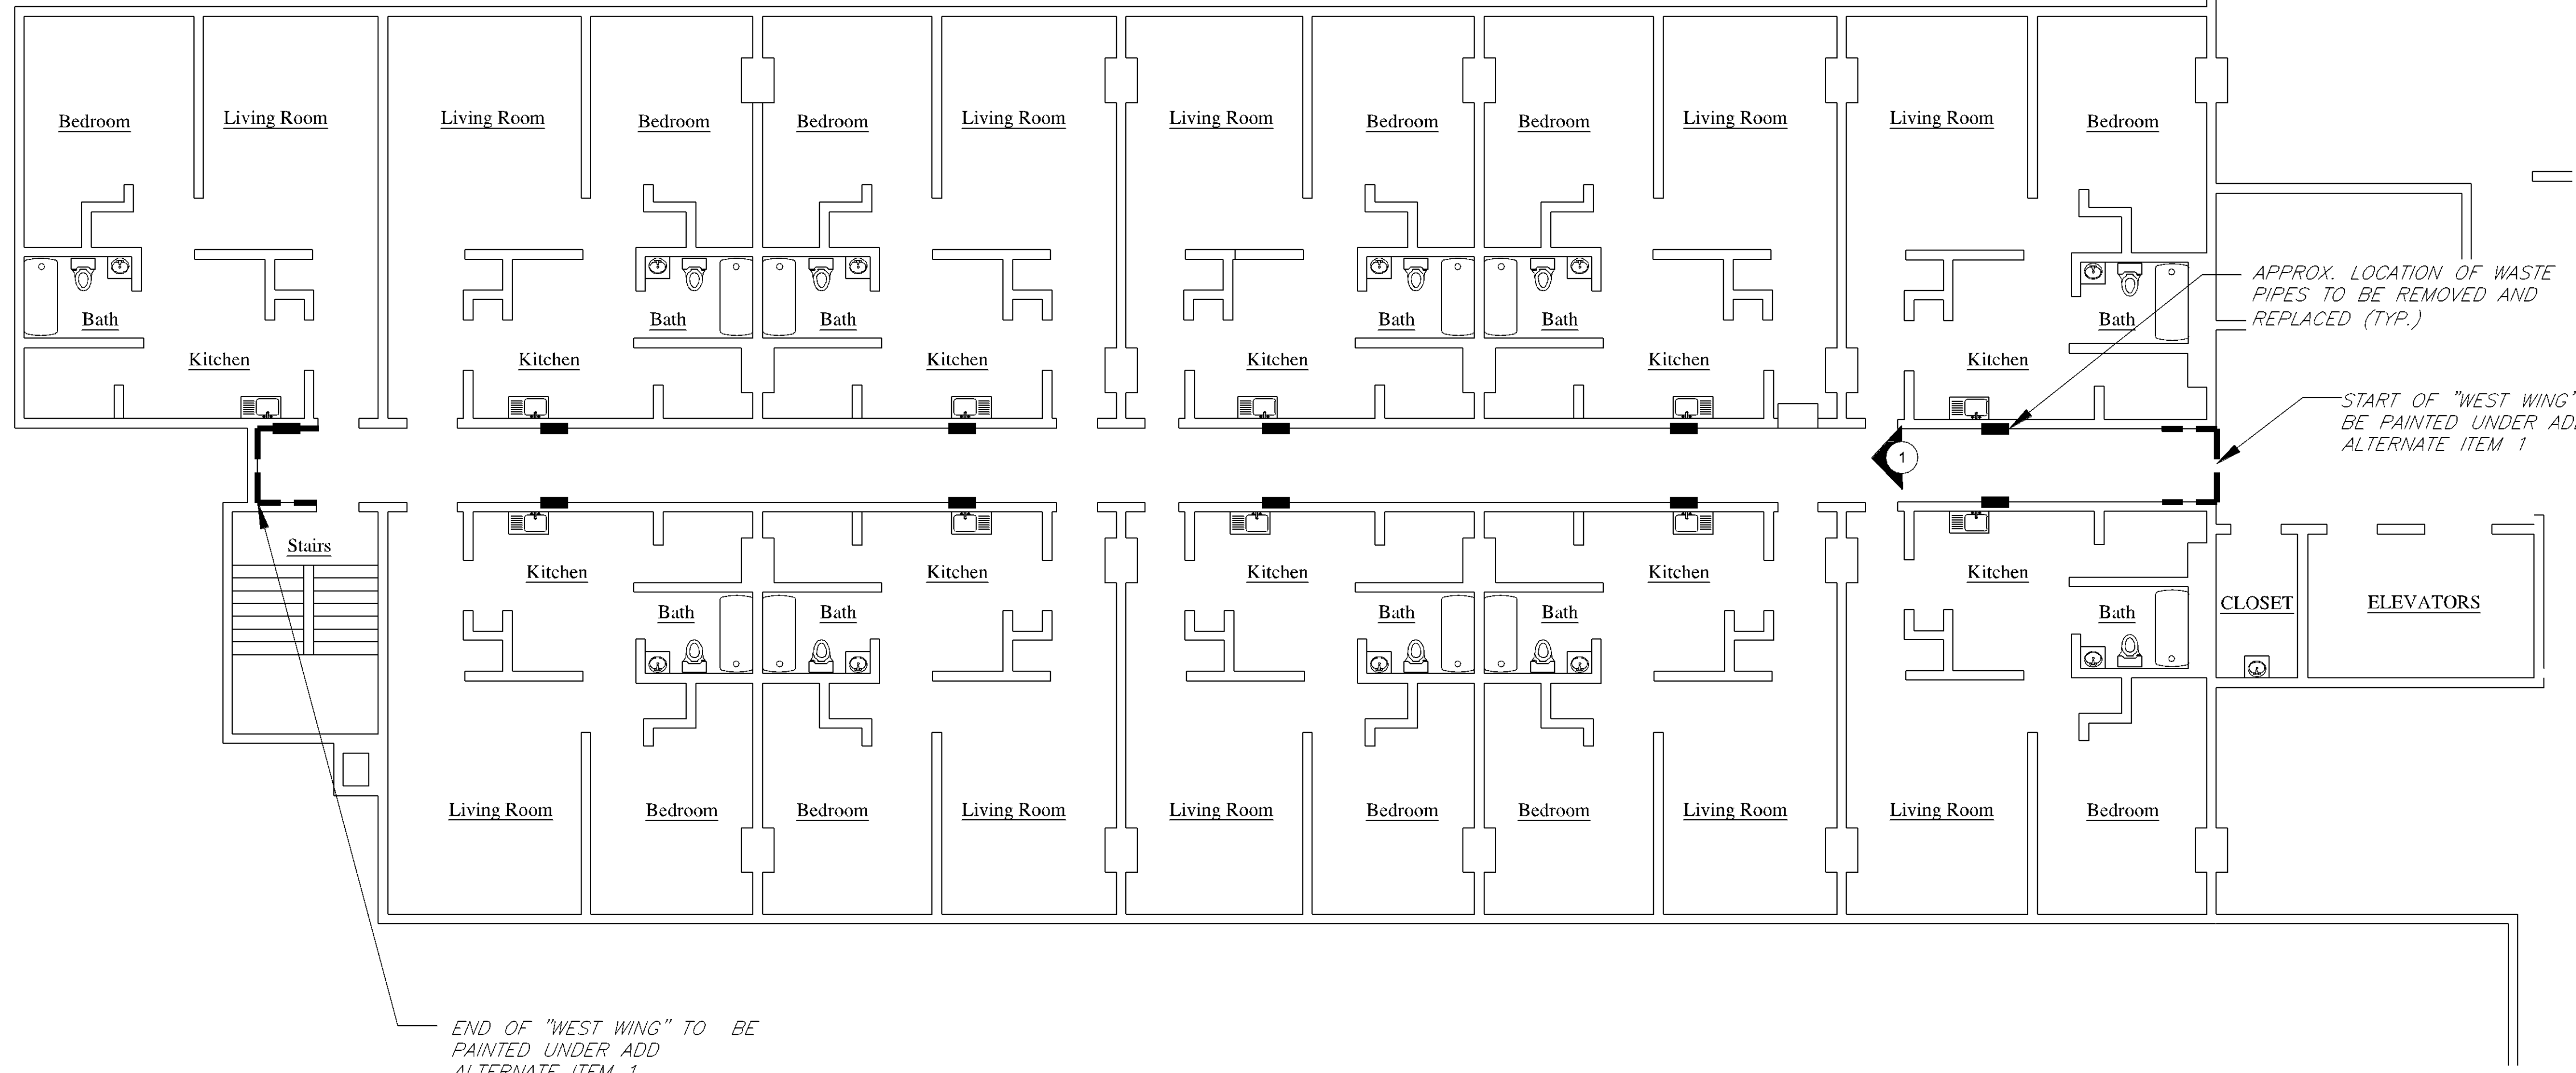 Bedroom
Living Room
Living Room
Bedroom
Bedroom
Living Room
Living Room
Bedroom
Bedroom
Living Room
Living Room
Bedroom
APPROX. LOCATION OF WASTE
PIPES TO BE REMOVED AND
REPLACED (TYP.)
Bath
Bath
Bath
Bath
Bath
Bath
Kitchen
Kitchen
Kitchen
Kitchen
Kitchen
Kitchen
START OF "WEST WING"
BE PAINTED UNDER ADD
ALTERNATE ITEM 1
1
Stairs
Kitchen
Kitchen
Kitchen
Kitchen
Kitchen
Bath
Bath
Bath
Bath
Bath
CLOSET
ELEVATORS
Living Room
Bedroom
Bedroom
Living Room
Living Room
Bedroom
Bedroom
Living Room
Living Room
Bedroom
END OF "WEST WING" TO BE
PAINTED UNDER ADD
ALTERNATE ITEM 1